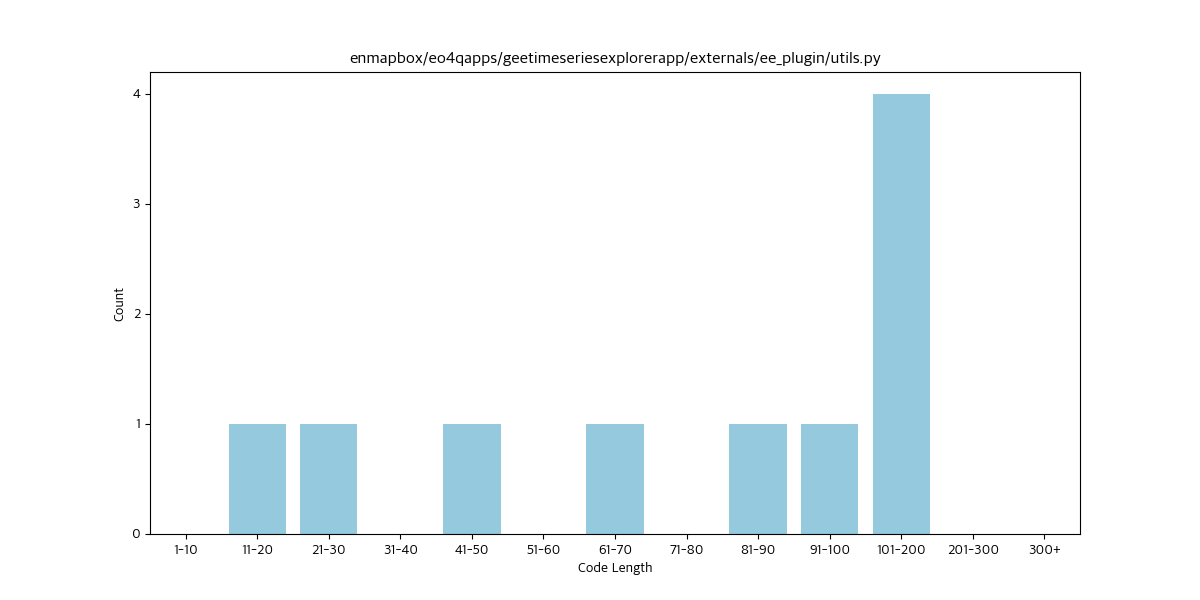 enmapbox/eo4qapps/geetimeseriesexplorerapp/externals/ee_plugin/utils.py
Count
4
3
2
1
0
1-10 11-20 21-30 31-40 41-50 51-60 61-70 71-80 81-90 91-100 101-200 201-300 300+
Code Length